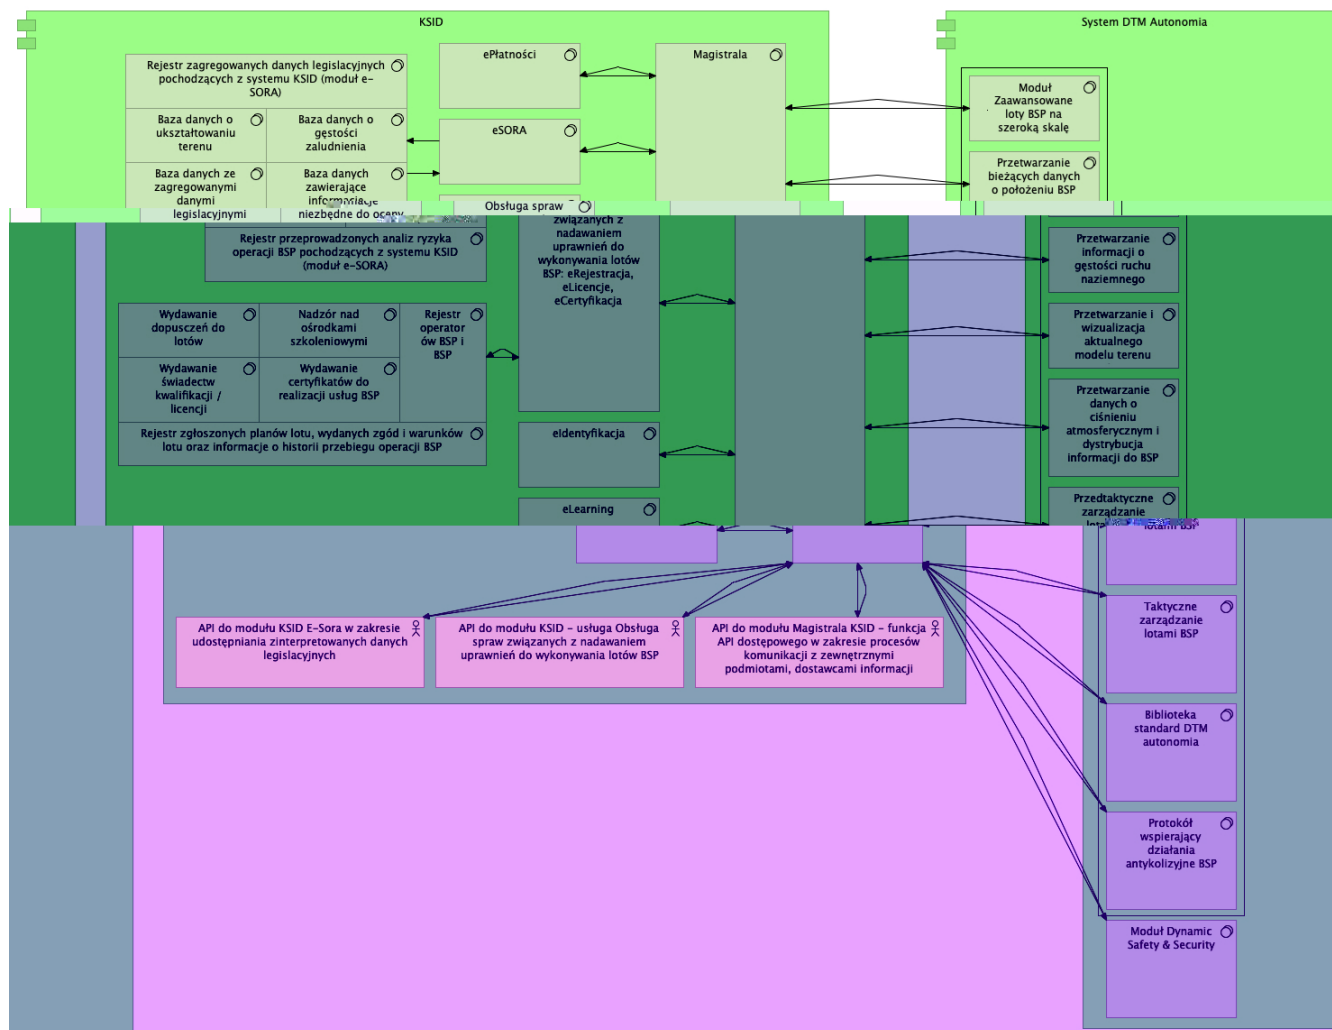 KSID
System DTM Autonomia
Rejestr zagregowanych danych legislacyjnych
pochodzących z systemu KSID (moduł e-
SORA)
Baza danych o
ukształtowaniu
terenu
Baza danych o
gęstości
zaludnienia
Baza danych ze
zagregowanymi
danymi
legislacyjnymi
Baza danych
zawierające
informacje
niezbędne do oceny
ePłatności
eSORA
Magistrala
Moduł
Zaawansowane
loty BSP na
szeroką skalę
Przetwarzanie
bieżących danych
o położeniu BSP
Obsługa spraw
związanych z
nadawaniem
uprawnień do
wykonywania lotów
BSP: eRejestracja,
eLicencje,
eCertyfikacja
Rejestr przeprowadzonych analiz ryzyka
operacji BSP pochodzących z systemu KSID
(moduł e-SORA)
Wydawanie
dopuszczeń do
lotów
Nadzór nad
ośrodkami
szkoleniowymi
Rejestr
operator
ów BSP i
BSP
Wydawanie
świadectw
kwalifikacji /
licencji
Wydawanie
certyfikatów do
realizacji usług BSP
Rejestr zgłoszonych planów lotu, wydanych zgód i warunków
lotu oraz informacje o historii przebiegu operacji BSP
eIdentyfikacja
eLearning
Przetwarzanie
informacji o
gęstości ruchu
naziemnego
Przetwarzanie i
wizualizacja
aktualnego
modelu terenu
Przetwarzanie
danych o
ciśnieniu
atmosferycznym i
dystrybucja
informacji do BSP
Przedtaktyczne
zarządzanie
lotami BSP
API do modułu KSID E-Sora w zakresie
udostępniania zinterpretowanych danych
legislacyjnych
API do modułu KSID - usługa Obsługa
spraw związanych z nadawaniem
uprawnień do wykonywania lotów BSP
API do modułu Magistrala KSID - funkcja
API dostępowego w zakresie procesów
komunikacji z zewnętrznymi
podmiotami, dostawcami informacji
Taktyczne
zarządzanie
lotami BSP
Biblioteka
standard DTM
autonomia
Protokół
wspierający
działania
antykolizyjne BSP
Moduł Dynamic
Safety & Security